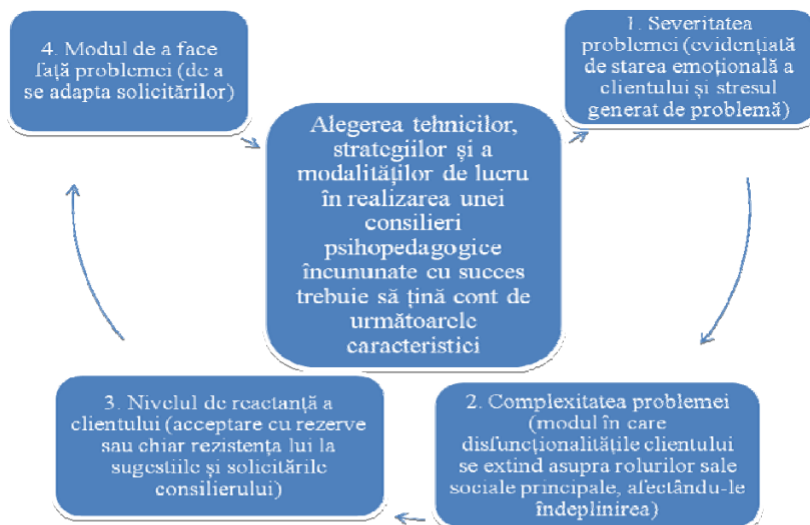 Alegerea tehnicilor,
strategiilor și a
modalităților de lucru
în realizarea unei
consilieri
psihopedagogice
încununate cu succes
trebuie să țină cont de
următoarele
caracteristici
1. Severitatea
problemei (evidențiată
de starea emoțională a
clientului și stresul
generat de problemă)
2. Complexitatea problemei
(modul în care
disfuncționalitățile clientului
se extind asupra rolurilor sale
sociale principale, afectându-le
îndeplinirea)
3. Nivelul de reactanță a
clientului (acceptare cu rezerve
sau chiar rezistența lui la
sugestiile și solicitările
consilierului)
4. Modul de a face
față problemei (de a
se adapta solicitărilor)